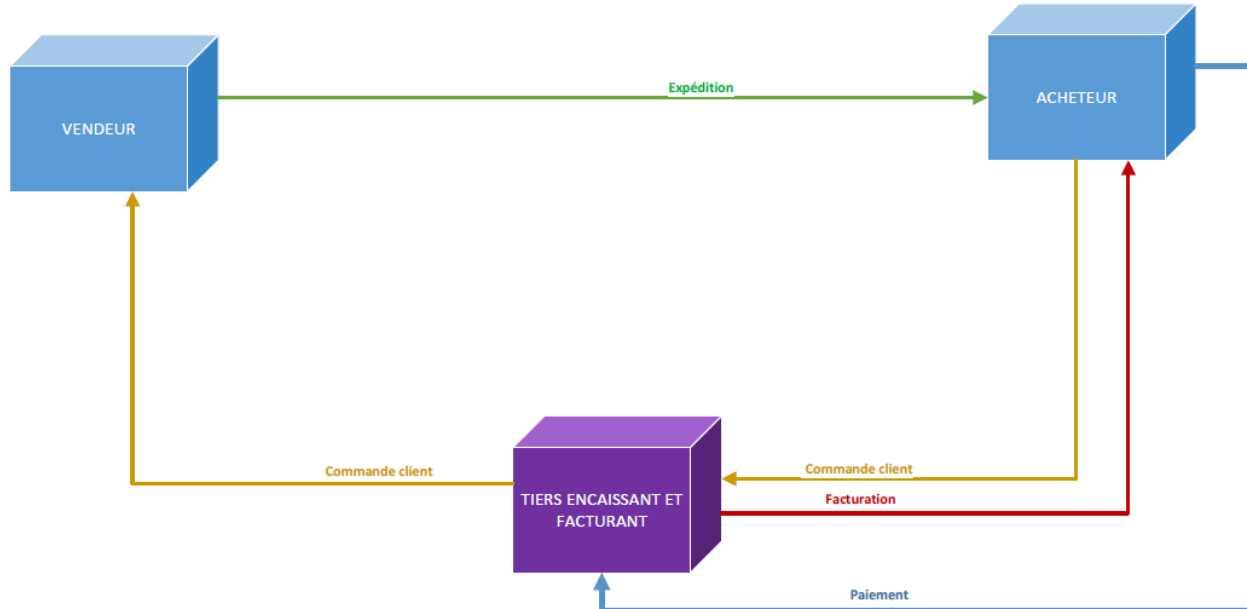 Expédition
VENDEUR
ACHETEUR
Commande client
Commande client
TIERS ENCAISSANT ET
FACTURANT
Facturation
Paiement